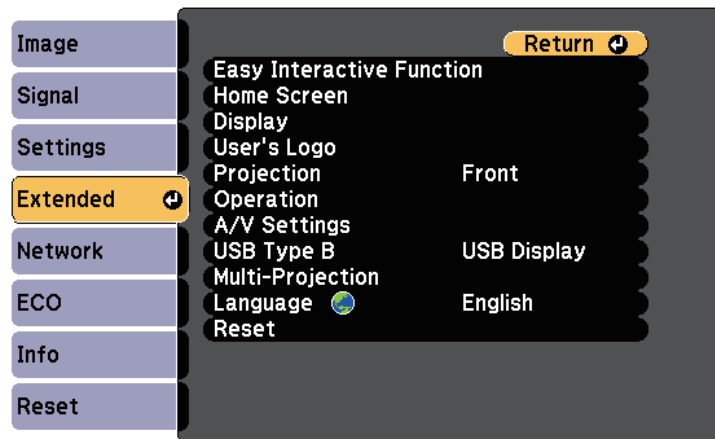 Image
Signal
Settings
Extended
Network
ECO
Info
Reset
Return
Easy Interactive Function
Home Screen
Display
User's Logo
Projection Front
Operation
A/V Settings
USB Type B USB Display
Multi-Projection
Language English
Reset